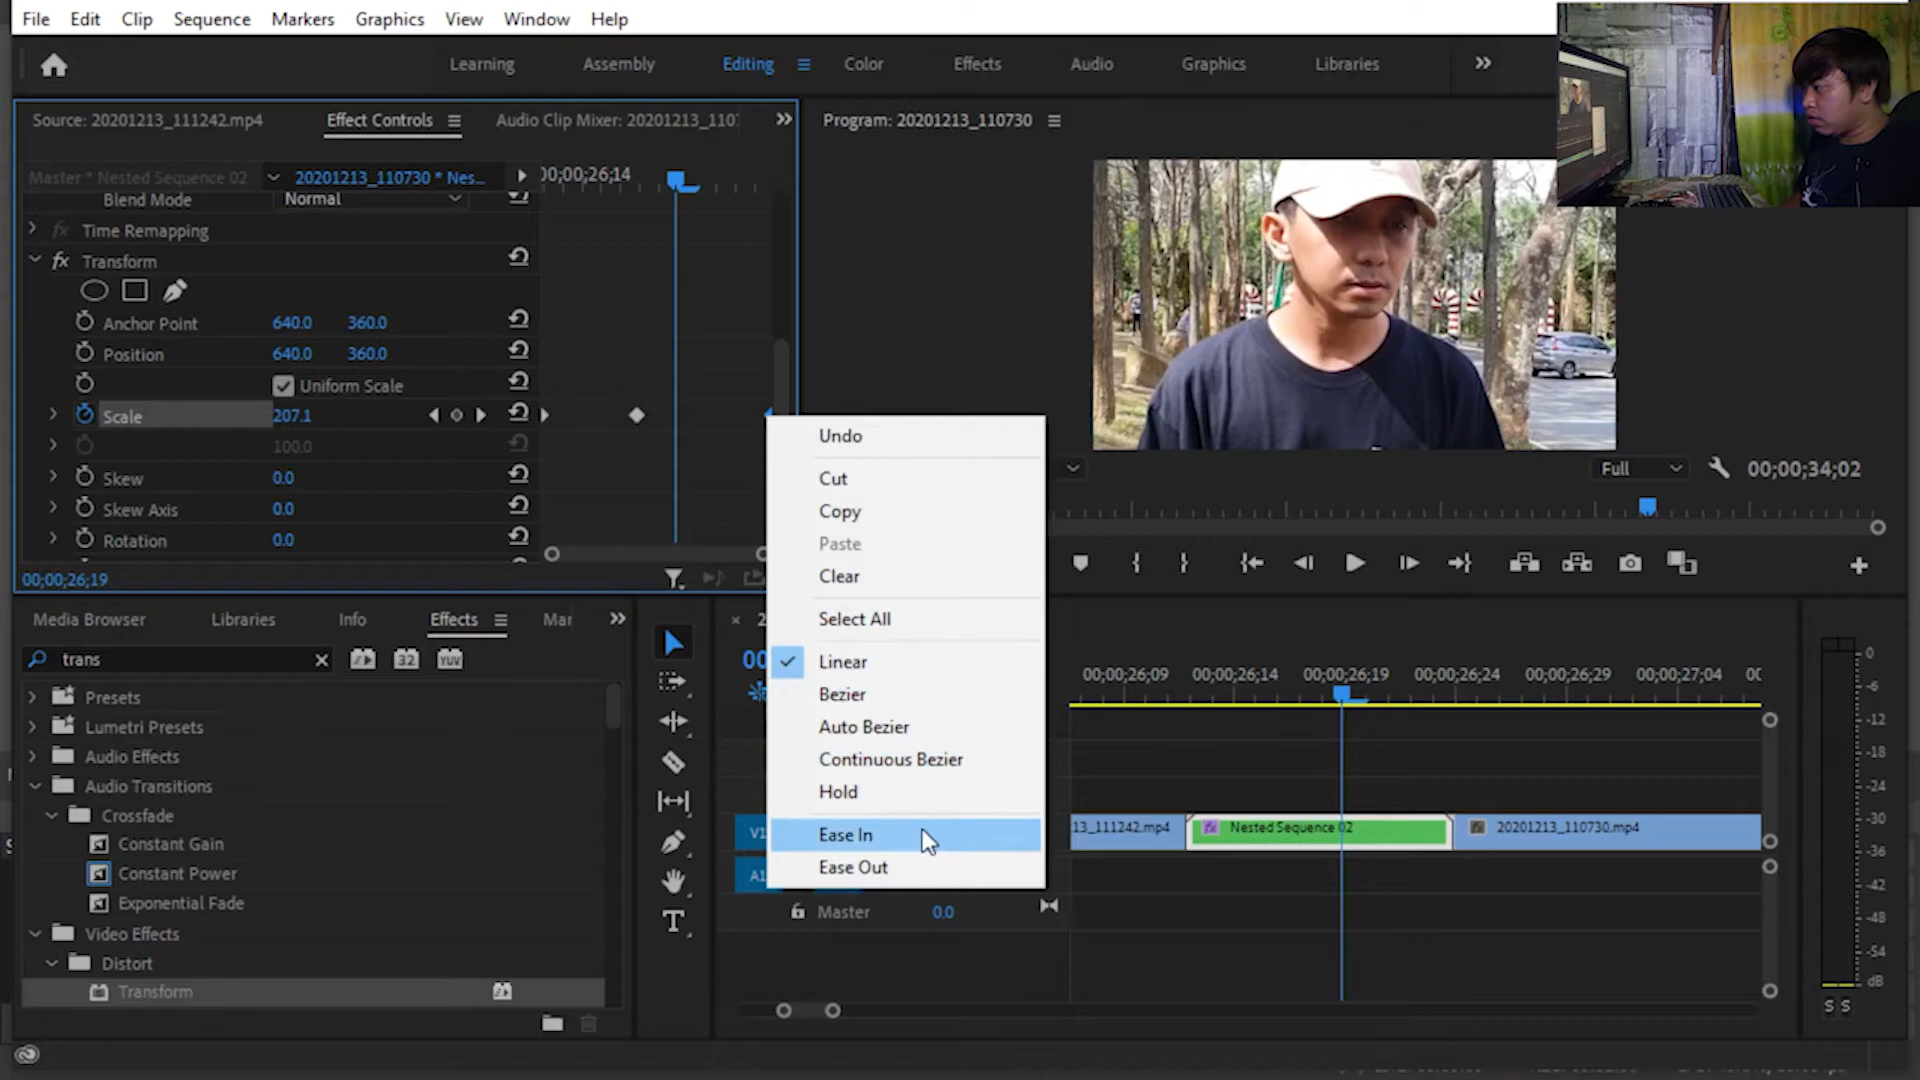 File Edit Clip Sequence Markers Graphics View Window Help
Learning Assembly Editing Color Effects Audio Graphics Libraries
Source: 20201213_111242.mp4 Effect Controls Audio Clip Mixer: 20201213_110
Program: 20201213_110730
Master * Nested Sequence 02 20201213_110730 * Nes... 00;00;26;14
Blend Mode Normal
fx Time Remapping
fx Transform
Anchor Point 640.0 360.0
Position 640.0 360.0
Uniform Scale
Scale 207.1
100.0
Skew 0.0
Skew Axis 0.0
Rotation 0.0
00;00;26;19
Undo
Cut
Copy
Paste
Clear
Select All
Linear
Bezier
Auto Bezier
Continuous Bezier
Hold
Ease In
Ease Out
Full 00;00;34;02
Media Browser Libraries Info Effects Mar
trans 32 YUV
Presets
Lumetri Presets
Audio Effects
Audio Transitions
Crossfade
Constant Gain
Constant Power
Exponential Fade
Video Effects
Distort
Transform
T
2
00
00;00;26;09 00;00;26;14 00;00;26;19 00;00;26;24 00;00;26;29 00;00;27;04 00
V1 13_111242.mp4 fx Nested Sequence 02 fx 20201213_110730.mp4
A1
Master 0.0
0
-6
-12
-18
-24
-30
-36
-42
-48
-54
dB
S S